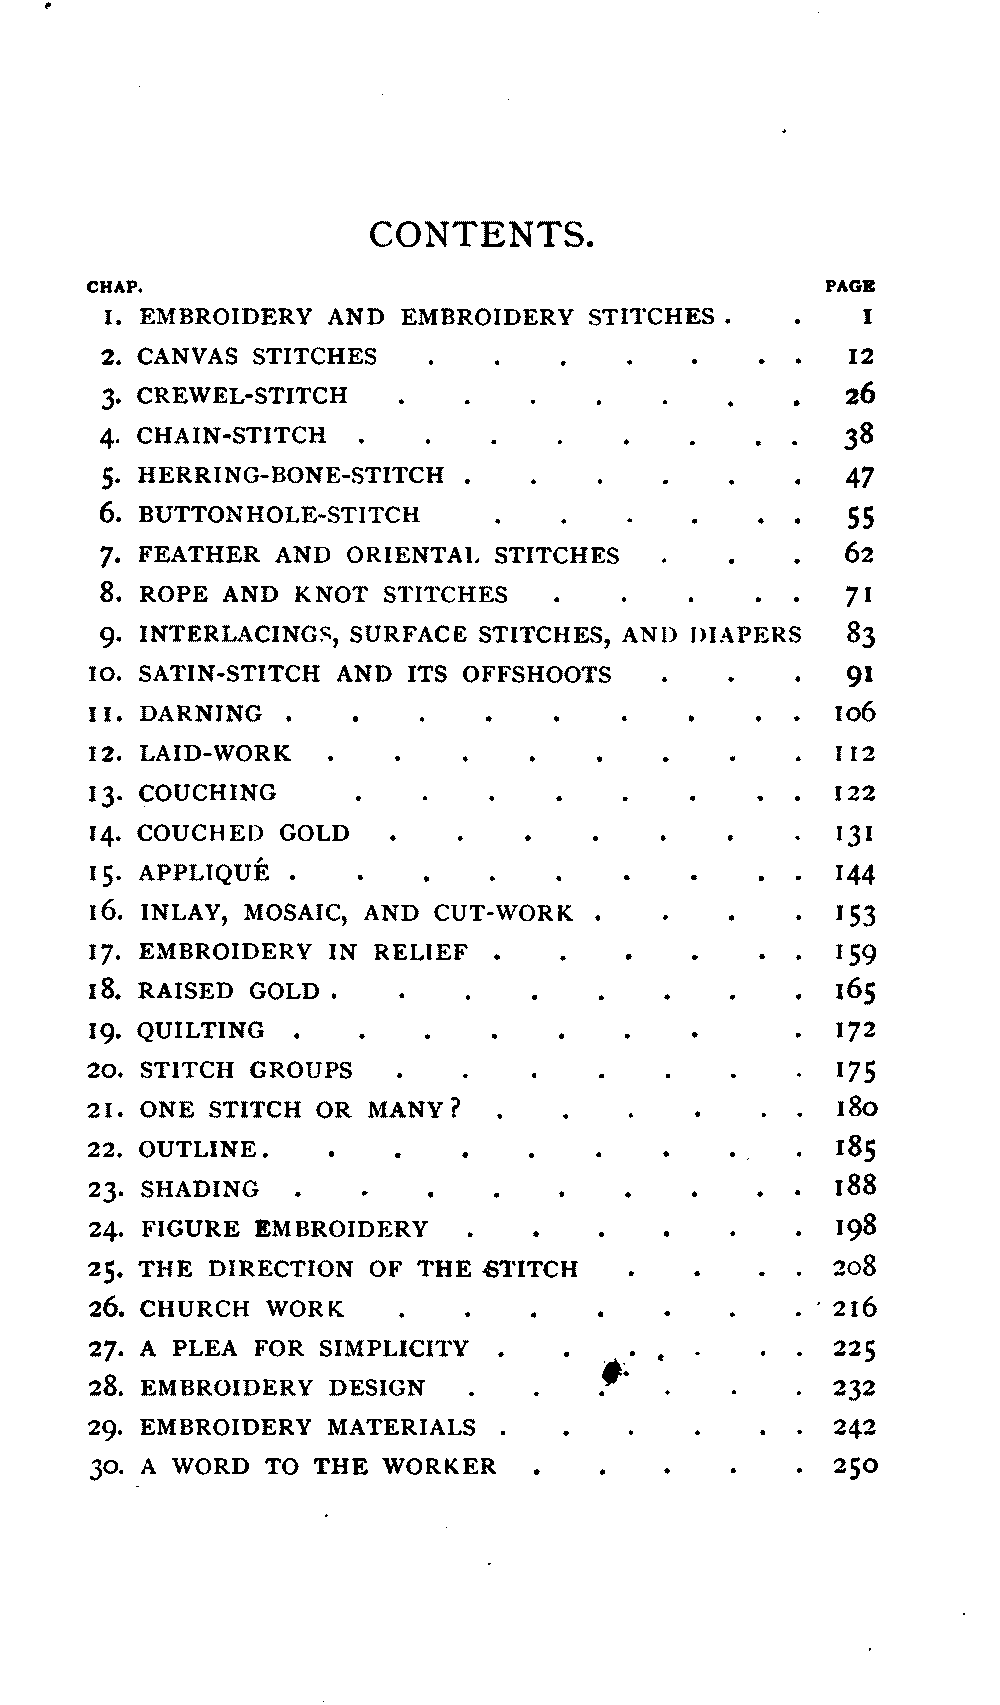 CONTENTS.
CHAP. PAGE
1. EMBROIDERY AND EMBROIDERY STITCHES . . 1
2. CANVAS STITCHES . . . . . . . 12
3. CREWEL-STITCH . . . . . . . 26
4. CHAIN-STITCH . . . . . . . . 38
5. HERRING-BONE-STITCH . . . . . . 47
6. BUTTONHOLE-STITCH . . . . . . 55
7. FEATHER AND ORIENTAL STITCHES . . . 62
8. ROPE AND KNOT STITCHES . . . . . 71
9. INTERLACINGS, SURFACE STITCHES, AND DIAPERS 83
10. SATIN-STITCH AND ITS OFFSHOOTS . . . 91
11. DARNING . . . . . . . . . 106
12. LAID-WORK . . . . . . . . 112
13. COUCHING . . . . . . . . 122
14. COUCHED GOLD . . . . . . . 131
15. APPLIQUÉ . . . . . . . . . 144
16. INLAY, MOSAIC, AND CUT-WORK . . . . 153
17. EMBROIDERY IN RELIEF . . . . . . 159
18. RAISED GOLD . . . . . . . . 165
19. QUILTING . . . . . . . . 172
20. STITCH GROUPS . . . . . . . 175
21. ONE STITCH OR MANY? . . . . . . 180
22. OUTLINE. . . . . . . . . 185
23. SHADING . . . . . . . . . 188
24. FIGURE EMBROIDERY . . . . . . 198
25. THE DIRECTION OF THE STITCH . . . . 208
26. CHURCH WORK . . . . . . . 216
27. A PLEA FOR SIMPLICITY . . . . . . 225
28. EMBROIDERY DESIGN . . . . . . 232
29. EMBROIDERY MATERIALS . . . . . . 242
30. A WORD TO THE WORKER . . . . . 250